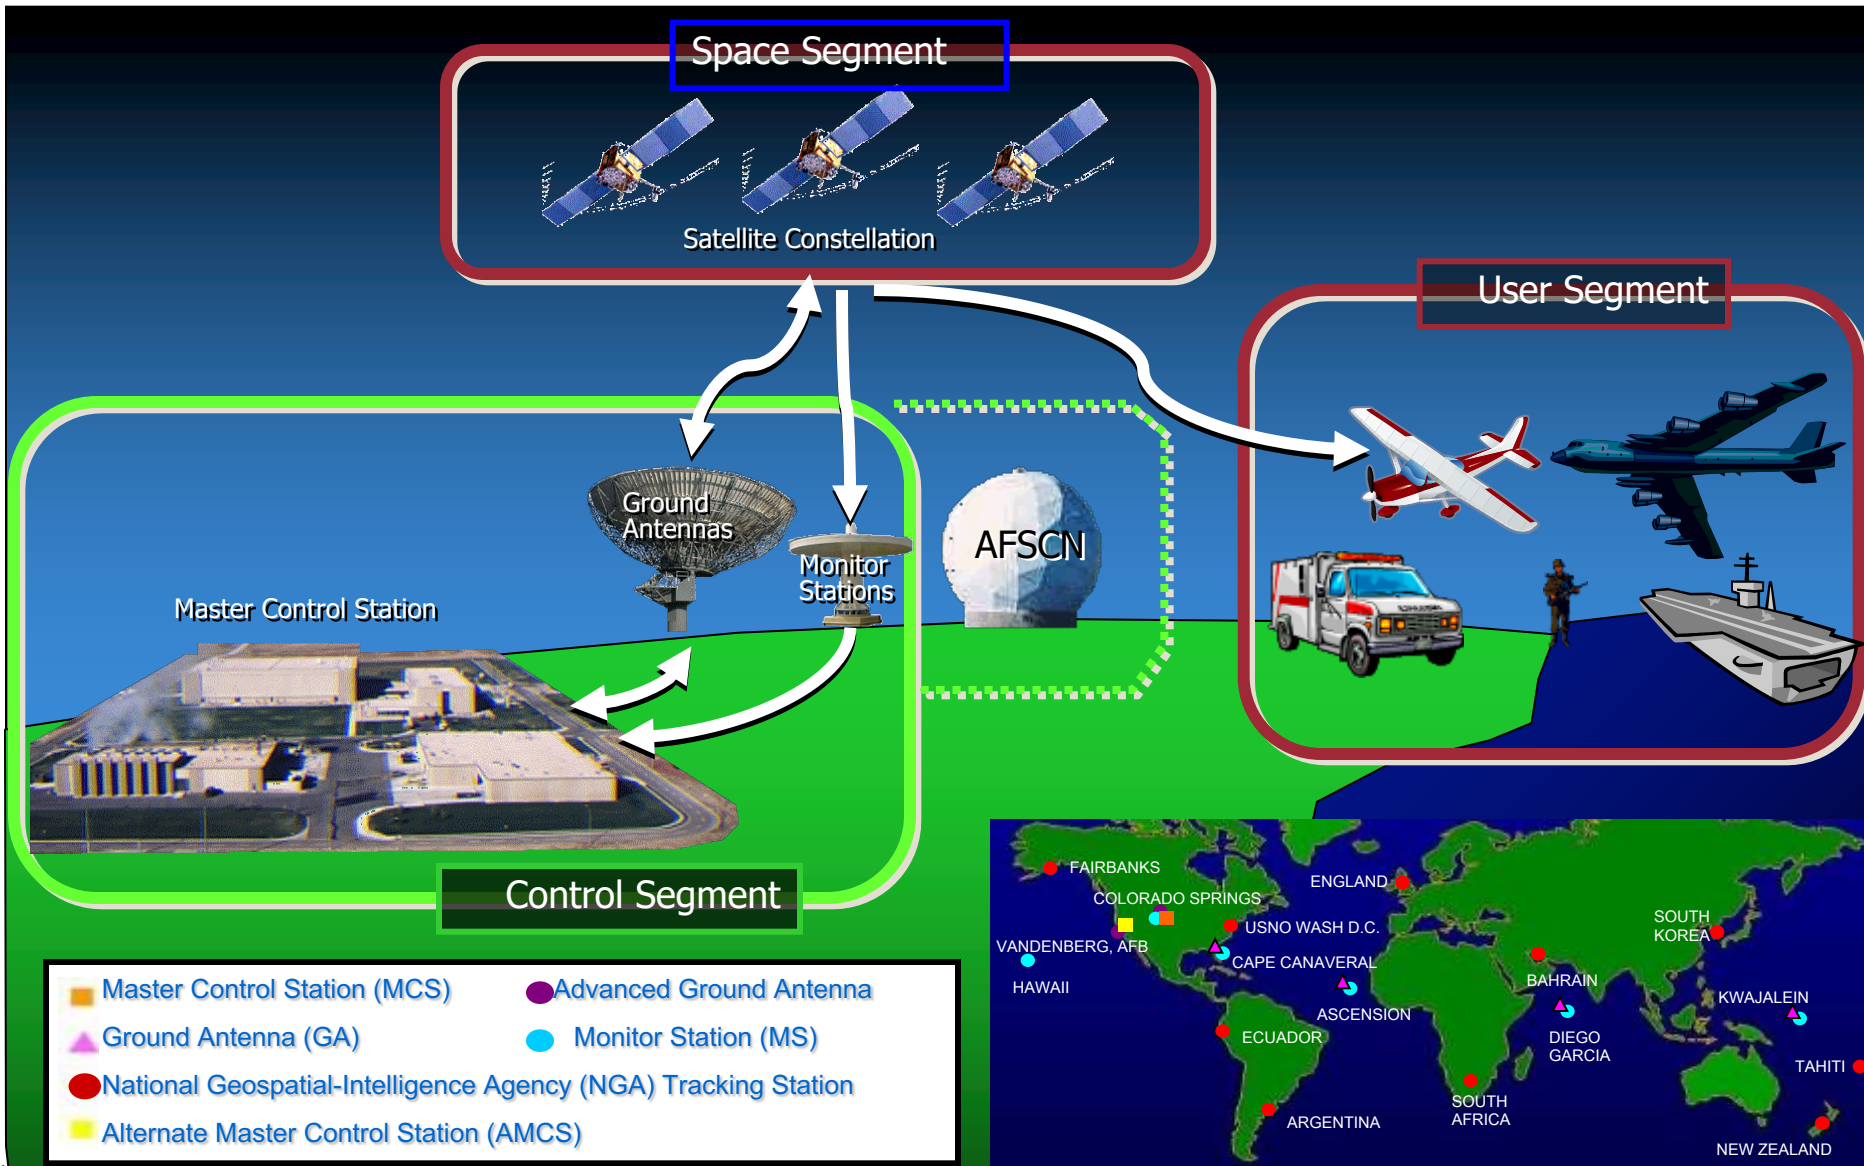 Space Segment
Satellite Constellation
User Segment
Ground
Antennas
Monitor
Stations
AFSCN
Master Control Station
Control Segment
Master Control Station (MCS)
Advanced Ground Antenna
Ground Antenna (GA)
Monitor Station (MS)
National Geospatial-Intelligence Agency (NGA) Tracking Station
Alternate Master Control Station (AMCS)
FAIRBANKS
ENGLAND
COLORADO SPRINGS
USNO WASH D.C.
SOUTH
KOREA
VANDENBERG, AFB
CAPE CANAVERAL
HAWAII
BAHRAIN
KWAJALEIN
ASCENSION
ECUADOR
DIEGO
GARCIA
TAHITI
SOUTH
AFRICA
ARGENTINA
NEW ZEALAND